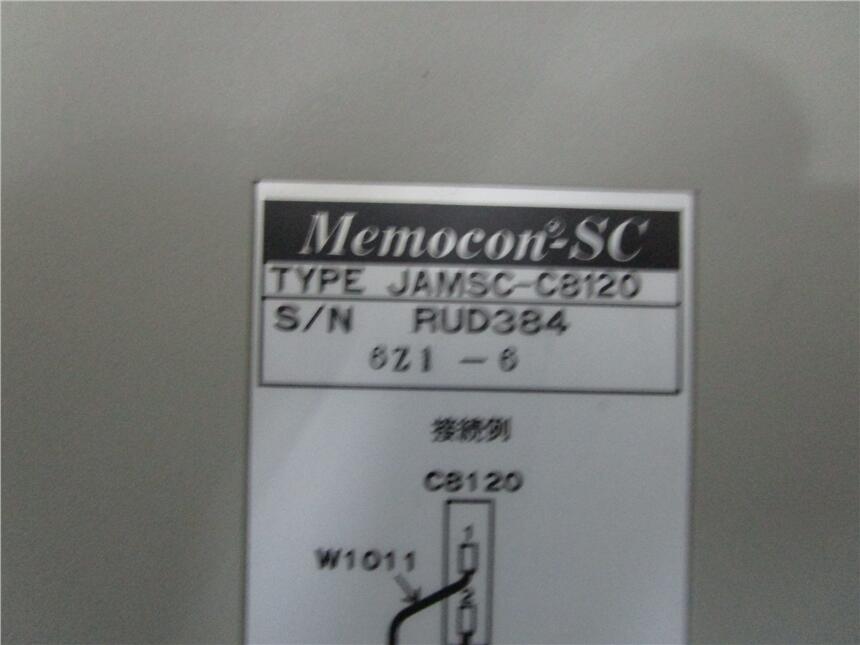 Memocon®-SC
TYPE JAMSC-C8120
S/N RUD384
6Z1 - 6
接続例
C8120
1
W1011
2